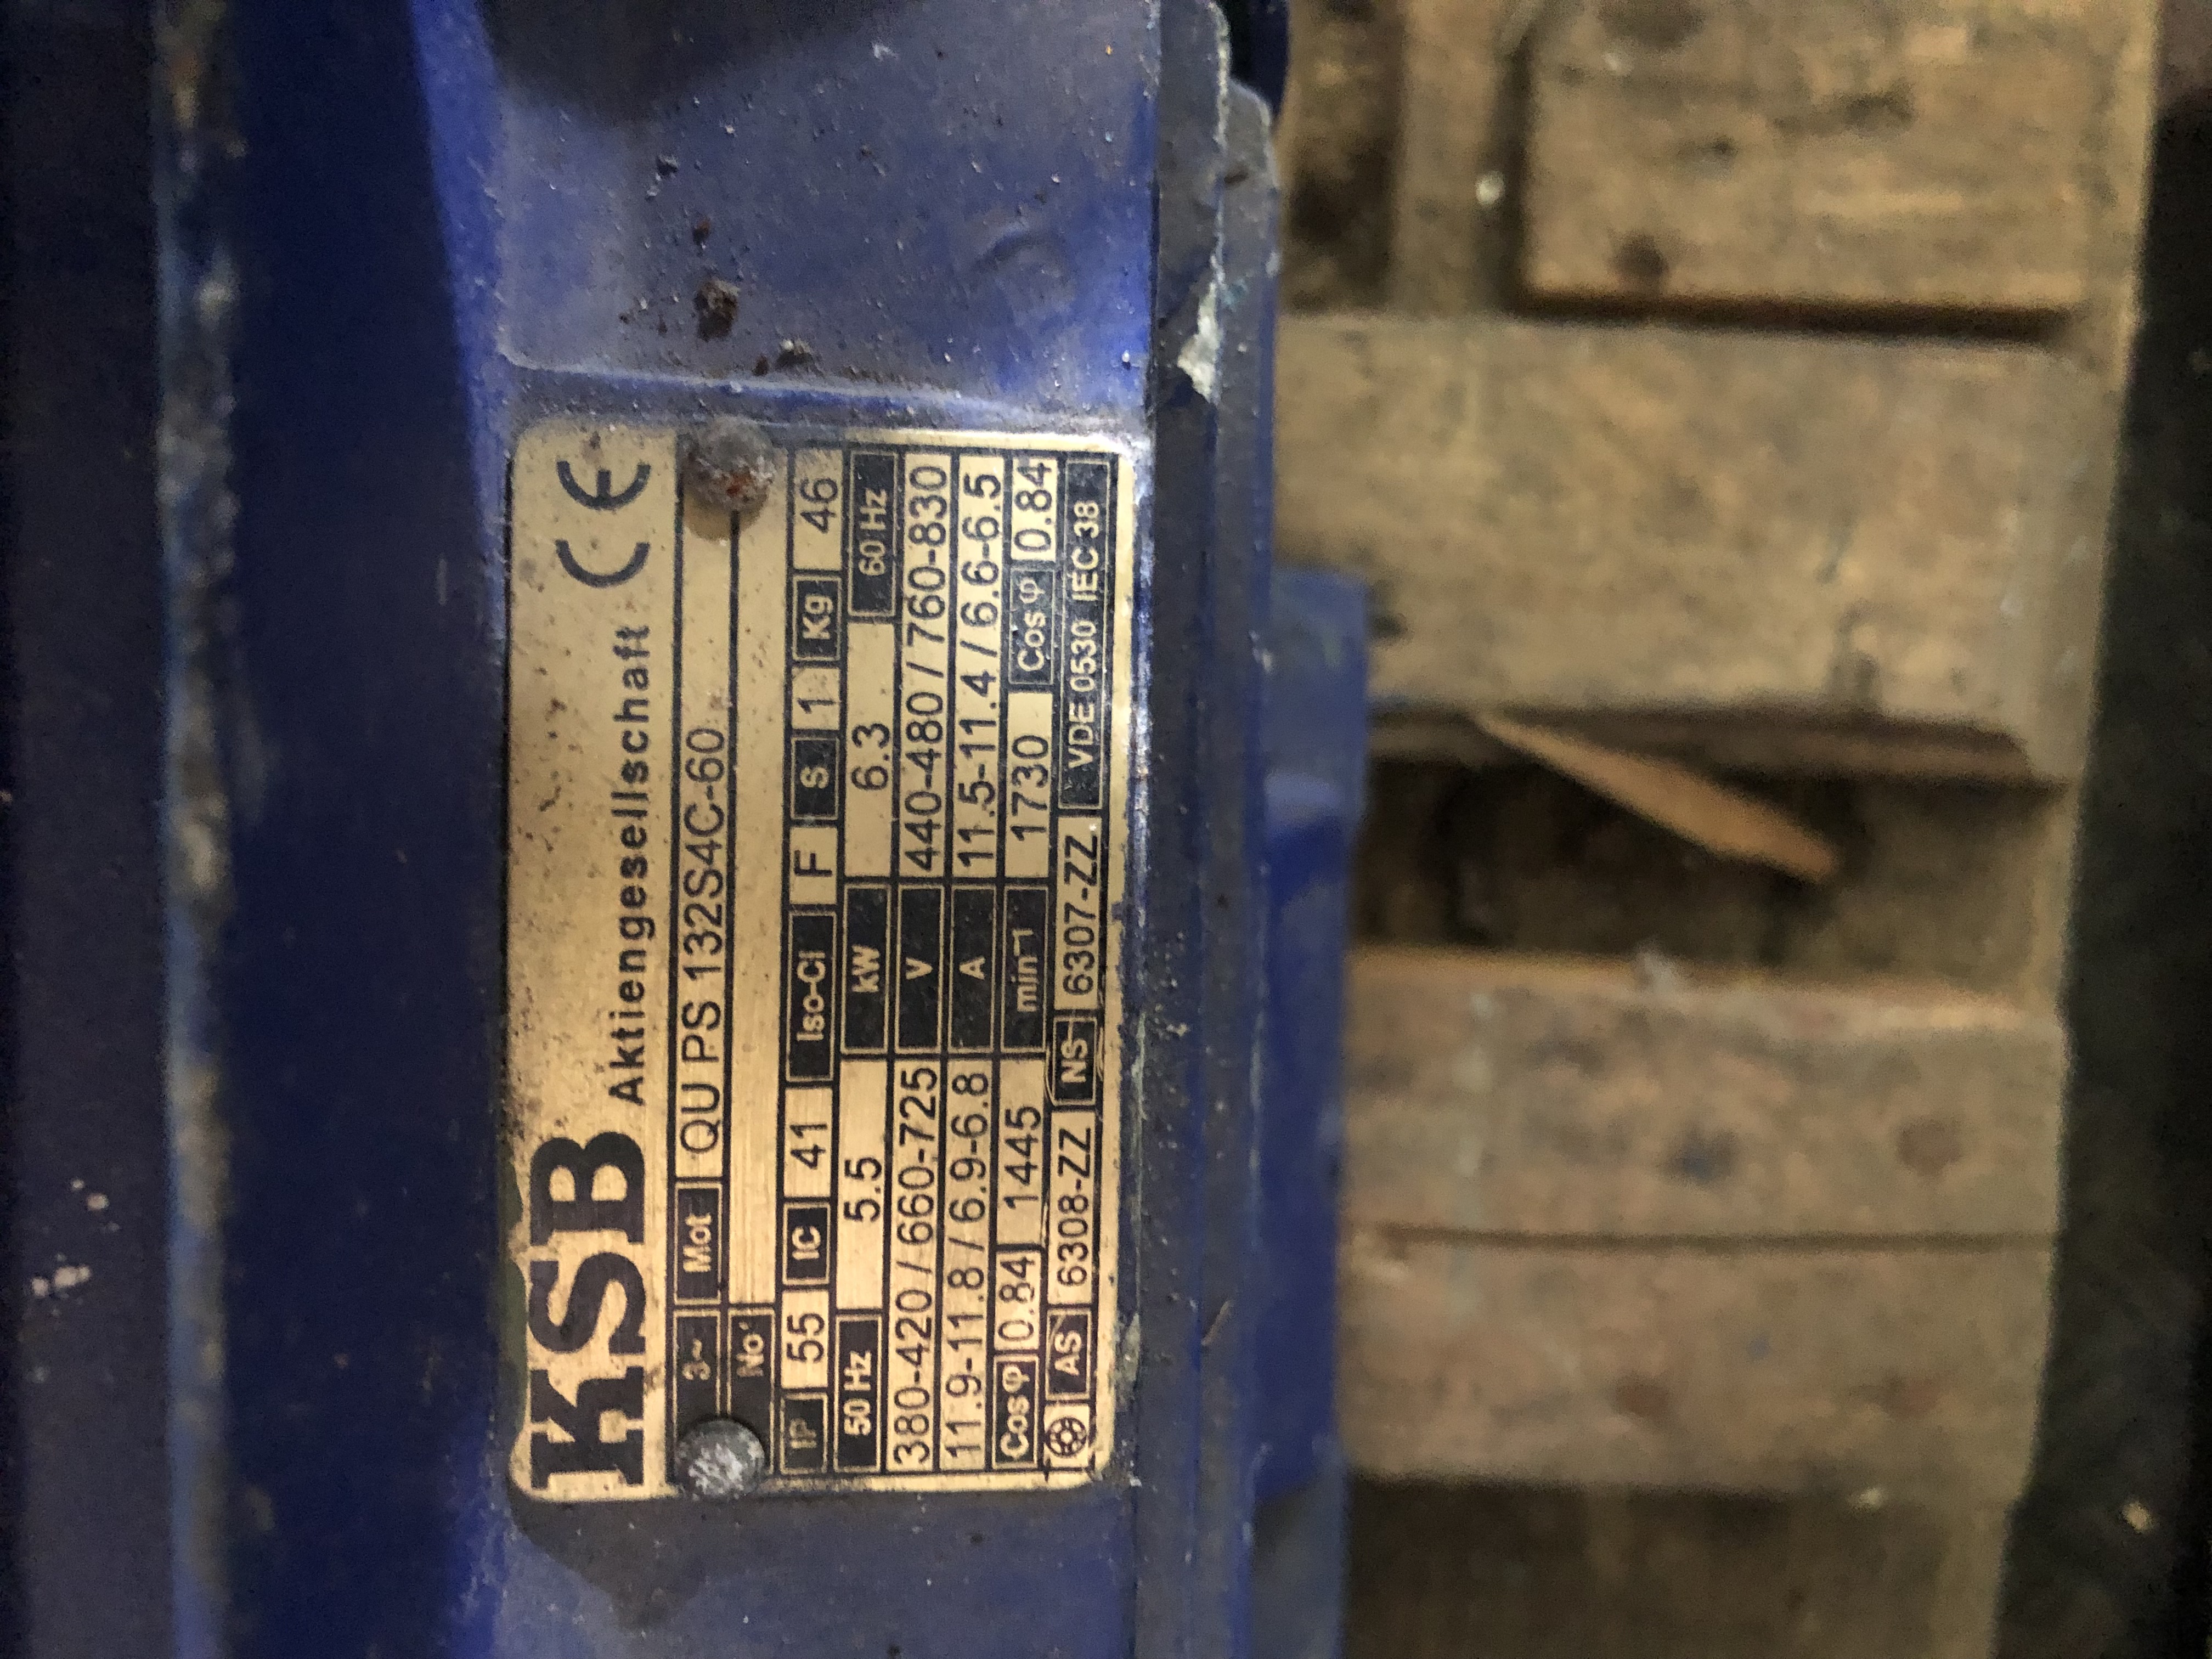 KSB Aktiengesellschaft CE
3~ Mot QU PS 132S4C-60
No.
IP 55 IC 41 Iso-Cl F S 1 Kg 46
50 Hz 5.5 kW 6.3 60 Hz
380-420 / 660-725 V 440-480 / 760-830
11.9-11.8 / 6.9-6.8 A 11.5-11.4 / 6.6-6.5
Cos φ 0.84 1445 min⁻¹ 1730 Cos φ 0.84
AS 6308-ZZ NS 6307-ZZ VDE 0530 IEC 38